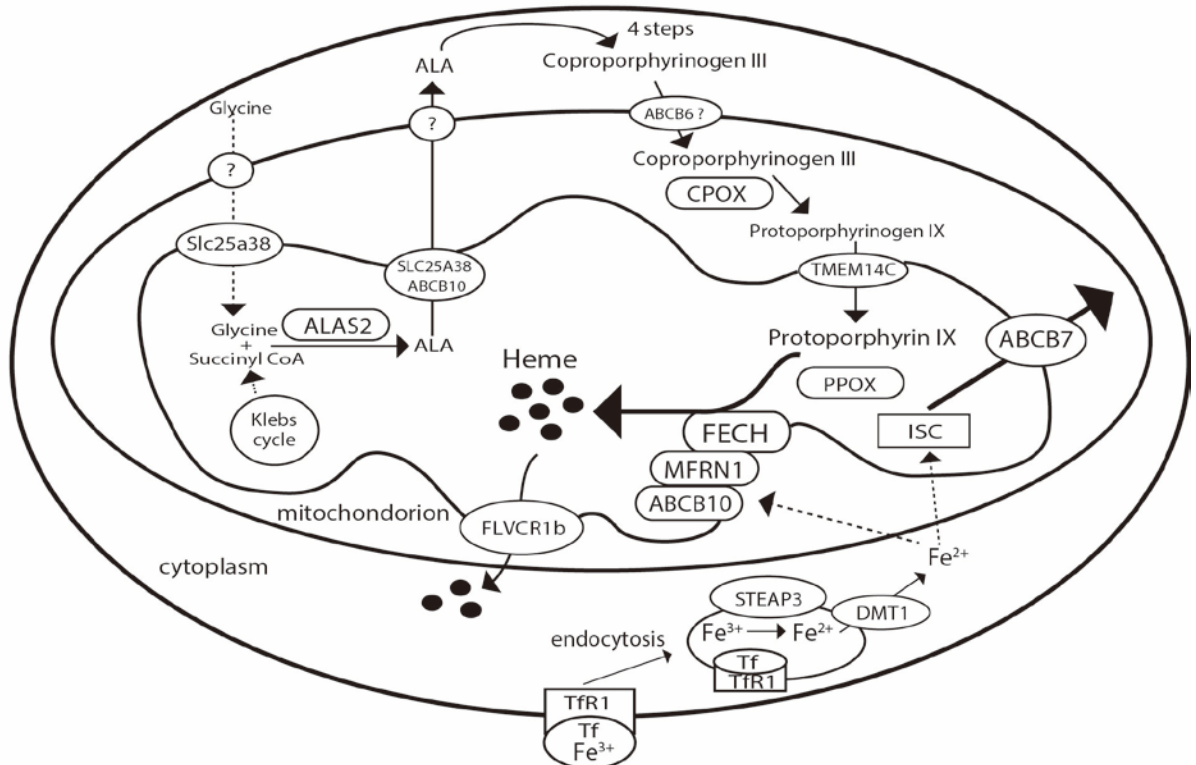 4 steps
ALA
Coproporphyrinogen III
Glycine
?
ABCB6 ?
?
Coproporphyrinogen III
CPOX
Slc25a38
Protoporphyrinogen IX
SLC25A38
ABCB10
TMEM14C
Glycine
+
Succinyl CoA
ALAS2
ALA
Protoporphyrin IX
ABCB7
Heme
PPOX
Klebs
cycle
FECH
ISC
MFRN1
ABCB10
mitochondorion
FLVCR1b
cytoplasm
Fe²⁺
STEAP3
DMT1
Fe³⁺
Fe²⁺
endocytosis
Tf
TfR1
TfR1
Tf
Fe³⁺